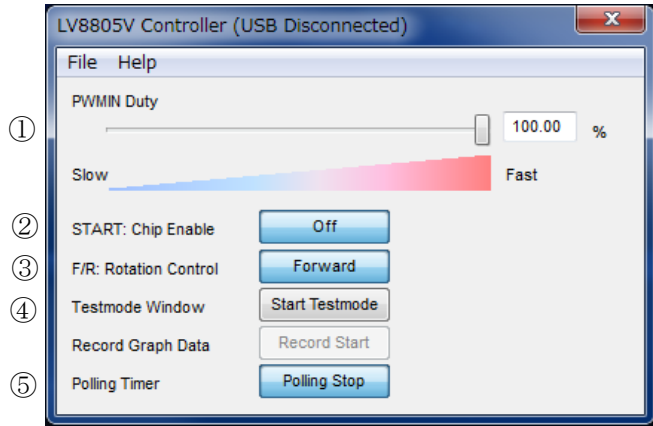 LV8805V Controller (USB Disconnected)
File Help
PWMIN Duty
① 100.00 %
Slow Fast
② START: Chip Enable Off
③ F/R: Rotation Control Forward
④ Testmode Window Start Testmode
Record Graph Data Record Start
⑤ Polling Timer Polling Stop